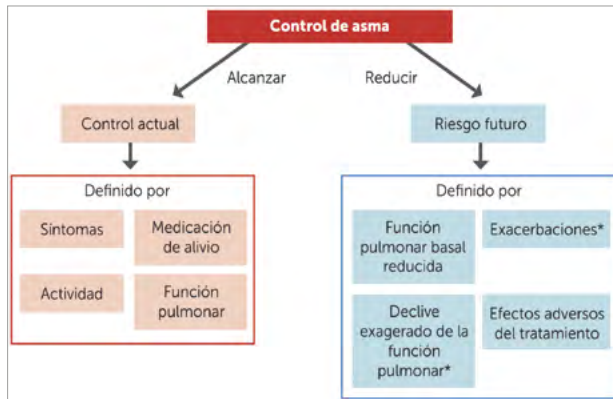 Control de asma
Alcanzar
Reducir
Control actual
Riesgo futuro
Definido por
Síntomas
Medicación
de alivio
Actividad
Función
pulmonar
Definido por
Función
pulmonar basal
reducida
Exacerbaciones*
Declive
exagerado de la
función
pulmonar*
Efectos adversos
del tratamiento